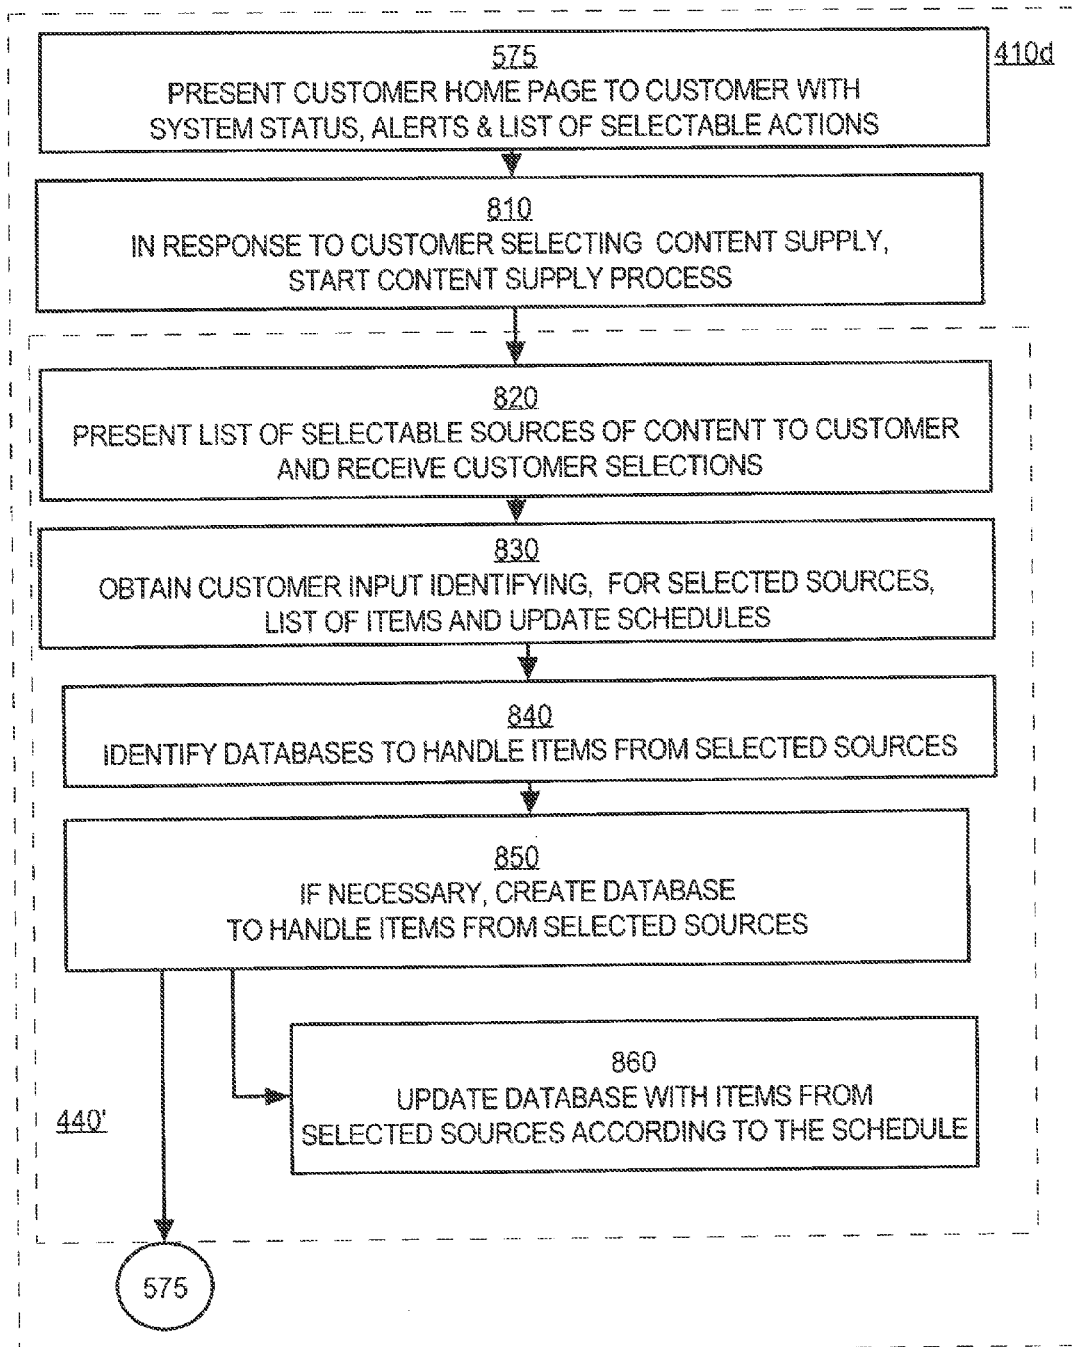 575
410d
PRESENT CUSTOMER HOME PAGE TO CUSTOMER WITH
SYSTEM STATUS, ALERTS & LIST OF SELECTABLE ACTIONS
810
IN RESPONSE TO CUSTOMER SELECTING CONTENT SUPPLY,
START CONTENT SUPPLY PROCESS
820
PRESENT LIST OF SELECTABLE SOURCES OF CONTENT TO CUSTOMER
AND RECEIVE CUSTOMER SELECTIONS
830
OBTAIN CUSTOMER INPUT IDENTIFYING, FOR SELECTED SOURCES,
LIST OF ITEMS AND UPDATE SCHEDULES
840
IDENTIFY DATABASES TO HANDLE ITEMS FROM SELECTED SOURCES
850
IF NECESSARY, CREATE DATABASE
TO HANDLE ITEMS FROM SELECTED SOURCES
860
UPDATE DATABASE WITH ITEMS FROM
SELECTED SOURCES ACCORDING TO THE SCHEDULE
440'
575